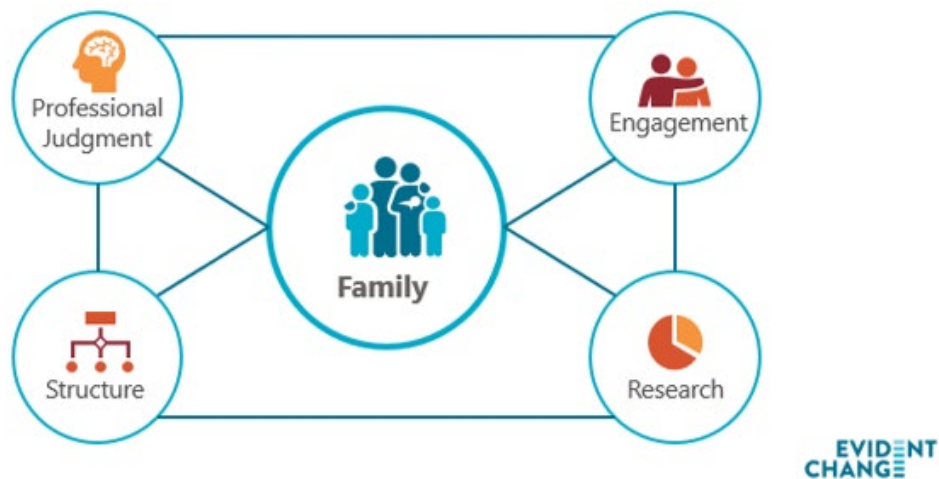 Professional
Judgment
Engagement
Family
Structure
Research
EVIDENT
CHANGE